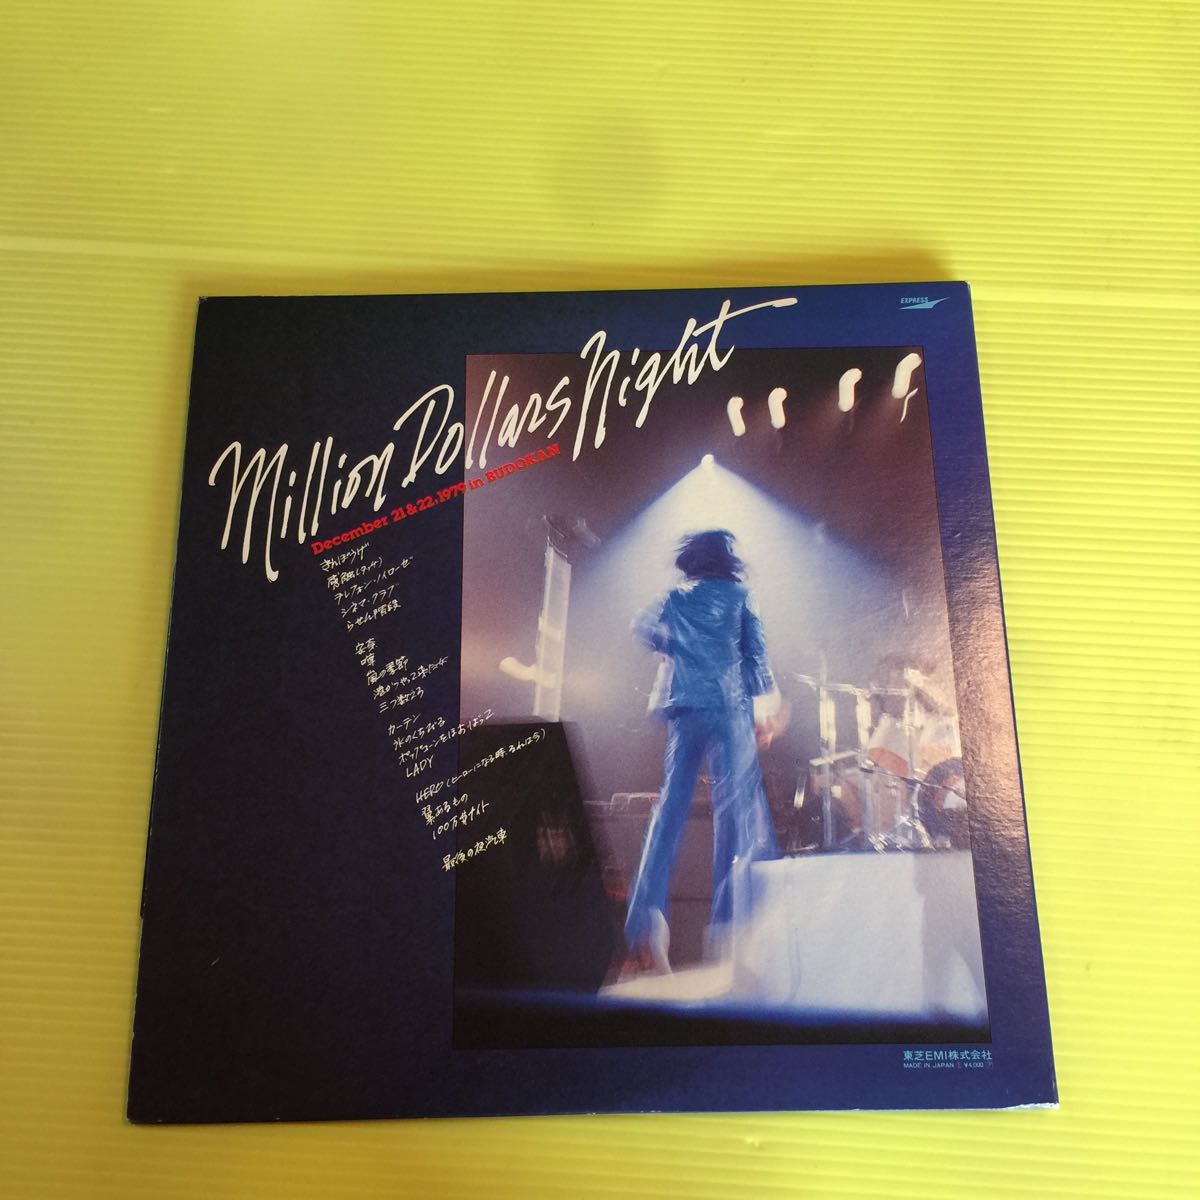 EXPRESS
Million Dollars Night
December 21&22,1979 in BUDOKAN
きんぽうげ
感触(タッチ)
テレフォン・ノイローゼ
シネマ・クラブ
らせん階段
安奈
噂
嵐の季節
港からやって来た女
三つ数えろ
カーテン
氷のくちびる
ポップコーンをほおばって
LADY
HERO(ヒーローになる時、それは今)
翼あるもの
100万$ナイト
最後の夜汽車
東芝EMI株式会社
MADE IN JAPAN ¥4,000